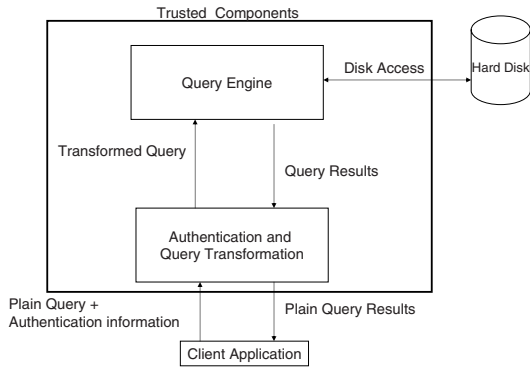 Trusted Components
Disk Access
Hard Disk
Query Engine
Transformed Query
Query Results
Authentication and
Query Transformation
Plain Query +
Authentication information
Plain Query Results
Client Application